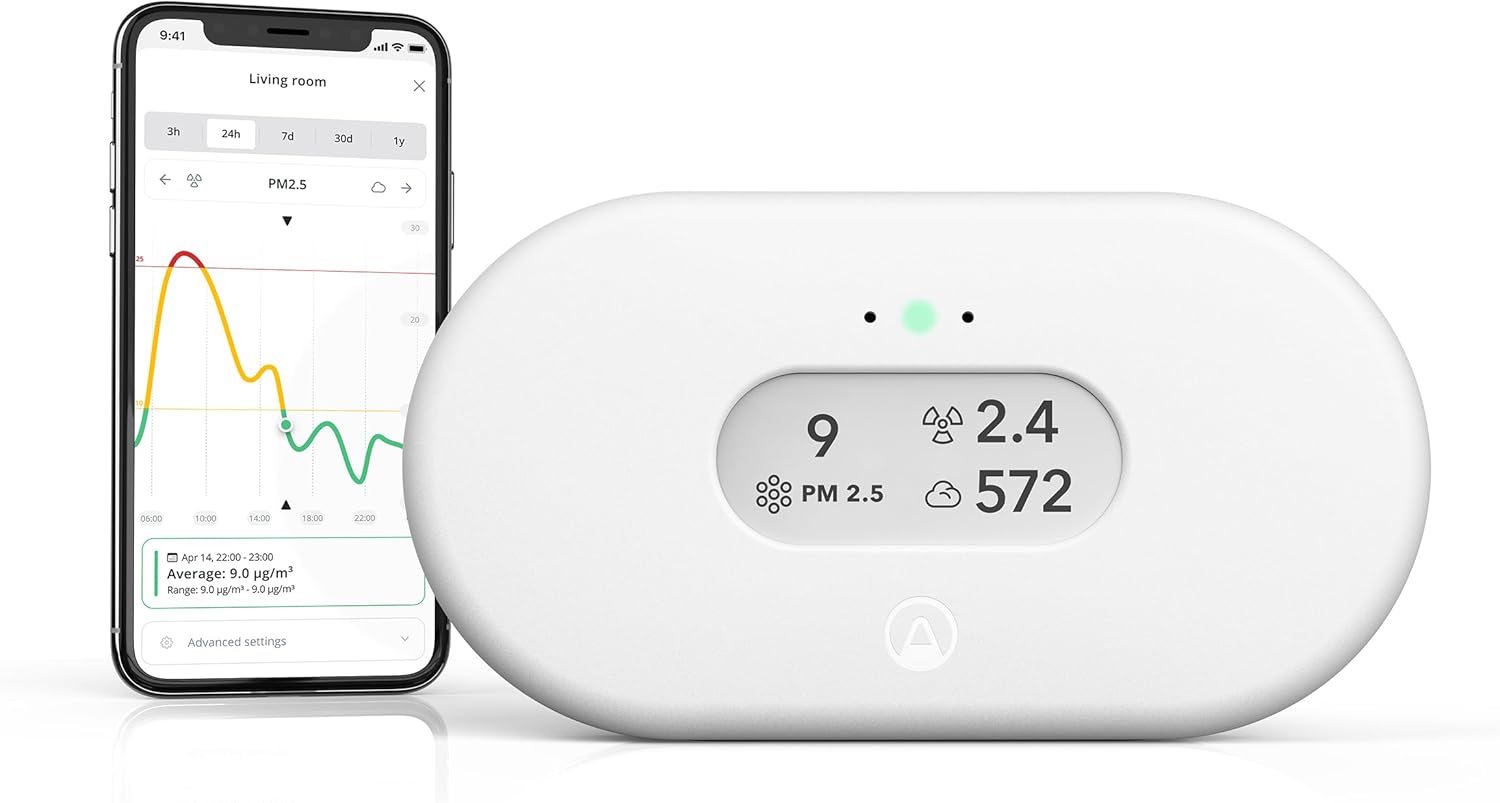 9:41
Living room
3h 24h 7d 30d 1y
PM2.5
30
25
20
10
06:00 10:00 14:00 18:00 22:00
Apr 14, 22:00 - 23:00
Average: 9.0 µg/m³
Range: 9.0 µg/m³ - 9.0 µg/m³
Advanced settings
9
PM 2.5
2.4
572
A